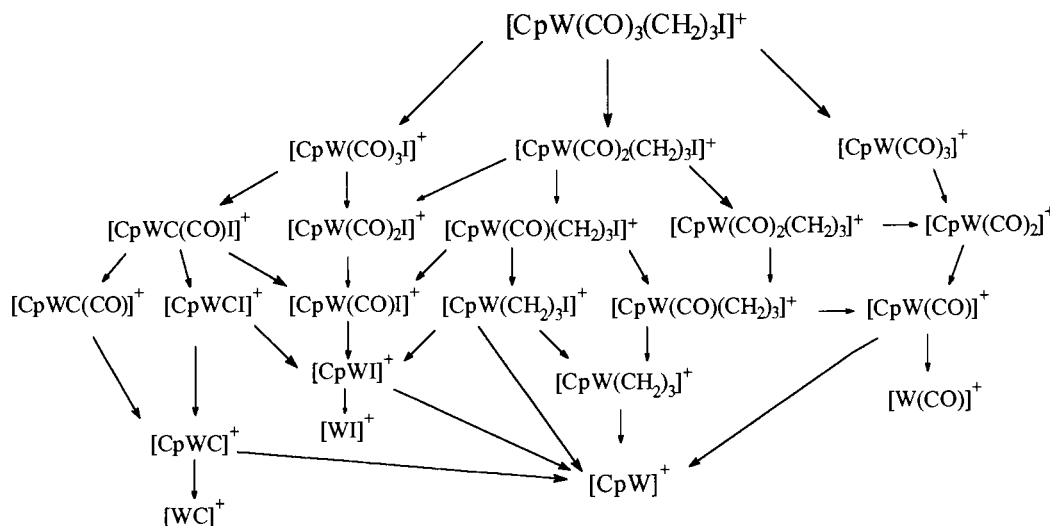 [CpW(CO)₃(CH₂)₃I]⁺
[CpW(CO)₃I]⁺ [CpW(CO)₂(CH₂)₃I]⁺ [CpW(CO)₃]⁺
[CpWC(CO)I]⁺ [CpW(CO)₂I]⁺ [CpW(CO)(CH₂)₃I]⁺ [CpW(CO)₂(CH₂)₃]⁺ [CpW(CO)₂]⁺
[CpWC(CO)]⁺ [CpWCI]⁺ [CpW(CO)I]⁺ [CpW(CH₂)₃I]⁺ [CpW(CO)(CH₂)₃]⁺ [CpW(CO)]⁺
[CpWI]⁺ [CpW(CH₂)₃]⁺ [W(CO)]⁺
[WI]⁺
[CpWC]⁺ [CpW]⁺
[WC]⁺